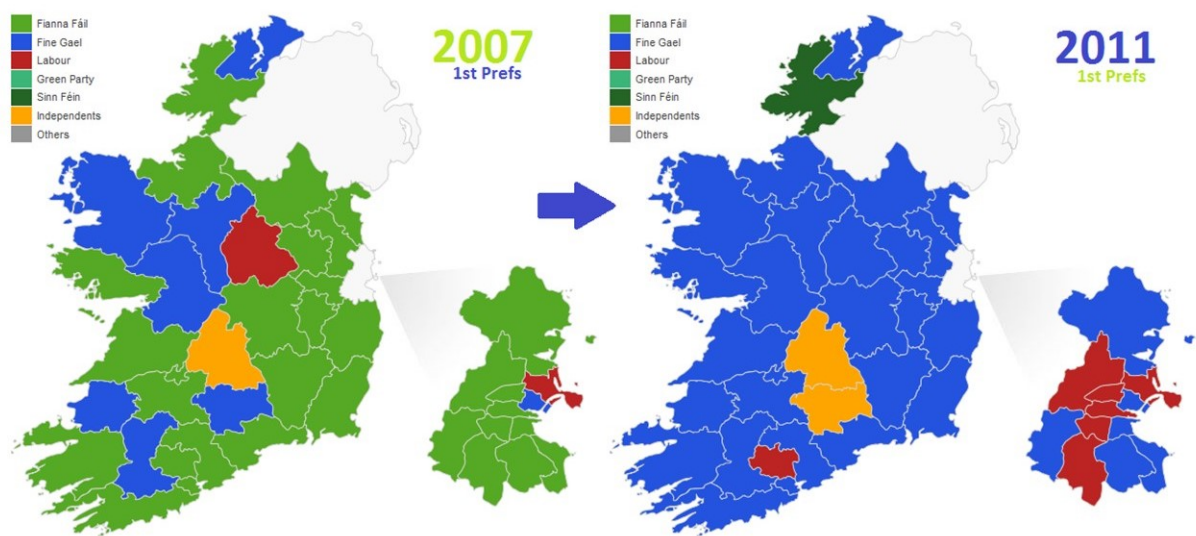 Fianna Fáil
Fine Gael
Labour
Green Party
Sinn Féin
Independents
Others
2007
1st Prefs
Fianna Fáil
Fine Gael
Labour
Green Party
Sinn Féin
Independents
Others
2011
1st Prefs